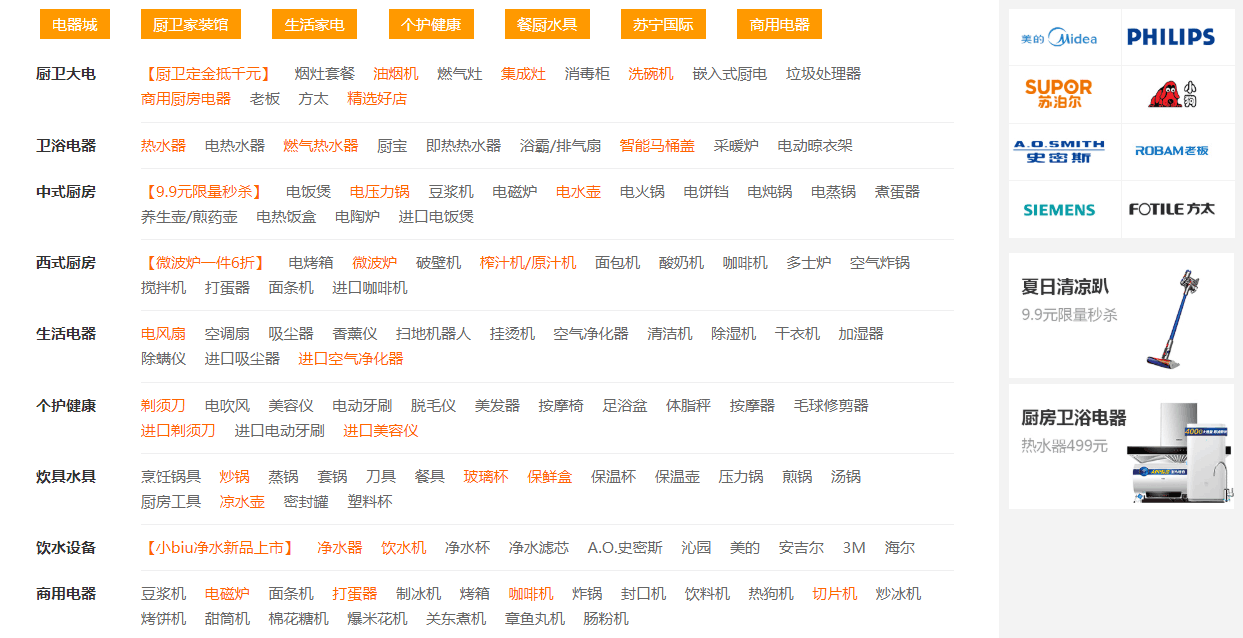 电器城 厨卫家装馆 生活家电 个护健康 餐厨水具 苏宁国际 商用电器
厨卫大电 【厨卫定金抵千元】 烟灶套餐 油烟机 燃气灶 集成灶 消毒柜 洗碗机 嵌入式厨电 垃圾处理器
商用厨房电器 老板 方太 精选好店
卫浴电器 热水器 电热水器 燃气热水器 厨宝 即热热水器 浴霸/排气扇 智能马桶盖 采暖炉 电动晾衣架
中式厨房 【9.9元限量秒杀】 电饭煲 电压力锅 豆浆机 电磁炉 电水壶 电火锅 电饼铛 电炖锅 电蒸锅 煮蛋器
养生壶/煎药壶 电热饭盒 电陶炉 进口电饭煲
西式厨房 【微波炉一件6折】 电烤箱 微波炉 破壁机 榨汁机/原汁机 面包机 酸奶机 咖啡机 多士炉 空气炸锅
搅拌机 打蛋器 面条机 进口咖啡机
生活电器 电风扇 空调扇 吸尘器 香薰仪 扫地机器人 挂烫机 空气净化器 清洁机 除湿机 干衣机 加湿器
除螨仪 进口吸尘器 进口空气净化器
个护健康 剃须刀 电吹风 美容仪 电动牙刷 脱毛仪 美发器 按摩椅 足浴盆 体脂秤 按摩器 毛球修剪器
进口剃须刀 进口电动牙刷 进口美容仪
炊具水具 烹饪锅具 炒锅 蒸锅 套锅 刀具 餐具 玻璃杯 保鲜盒 保温杯 保温壶 压力锅 煎锅 汤锅
厨房工具 凉水壶 密封罐 塑料杯
饮水设备 【小biu净水新品上市】 净水器 饮水机 净水杯 净水滤芯 A.O.史密斯 沁园 美的 安吉尔 3M 海尔
商用电器 豆浆机 电磁炉 面条机 打蛋器 制冰机 烤箱 咖啡机 炸锅 封口机 饮料机 热狗机 切片机 炒冰机
烤饼机 甜筒机 棉花糖机 爆米花机 关东煮机 章鱼丸机 肠粉机
美的 Midea PHILIPS
SUPOR 苏泊尔 小狗
A.O.SMITH 史密斯 ROBAM老板
SIEMENS FOTILE方太
夏日清凉趴
9.9元限量秒杀
厨房卫浴电器
热水器499元